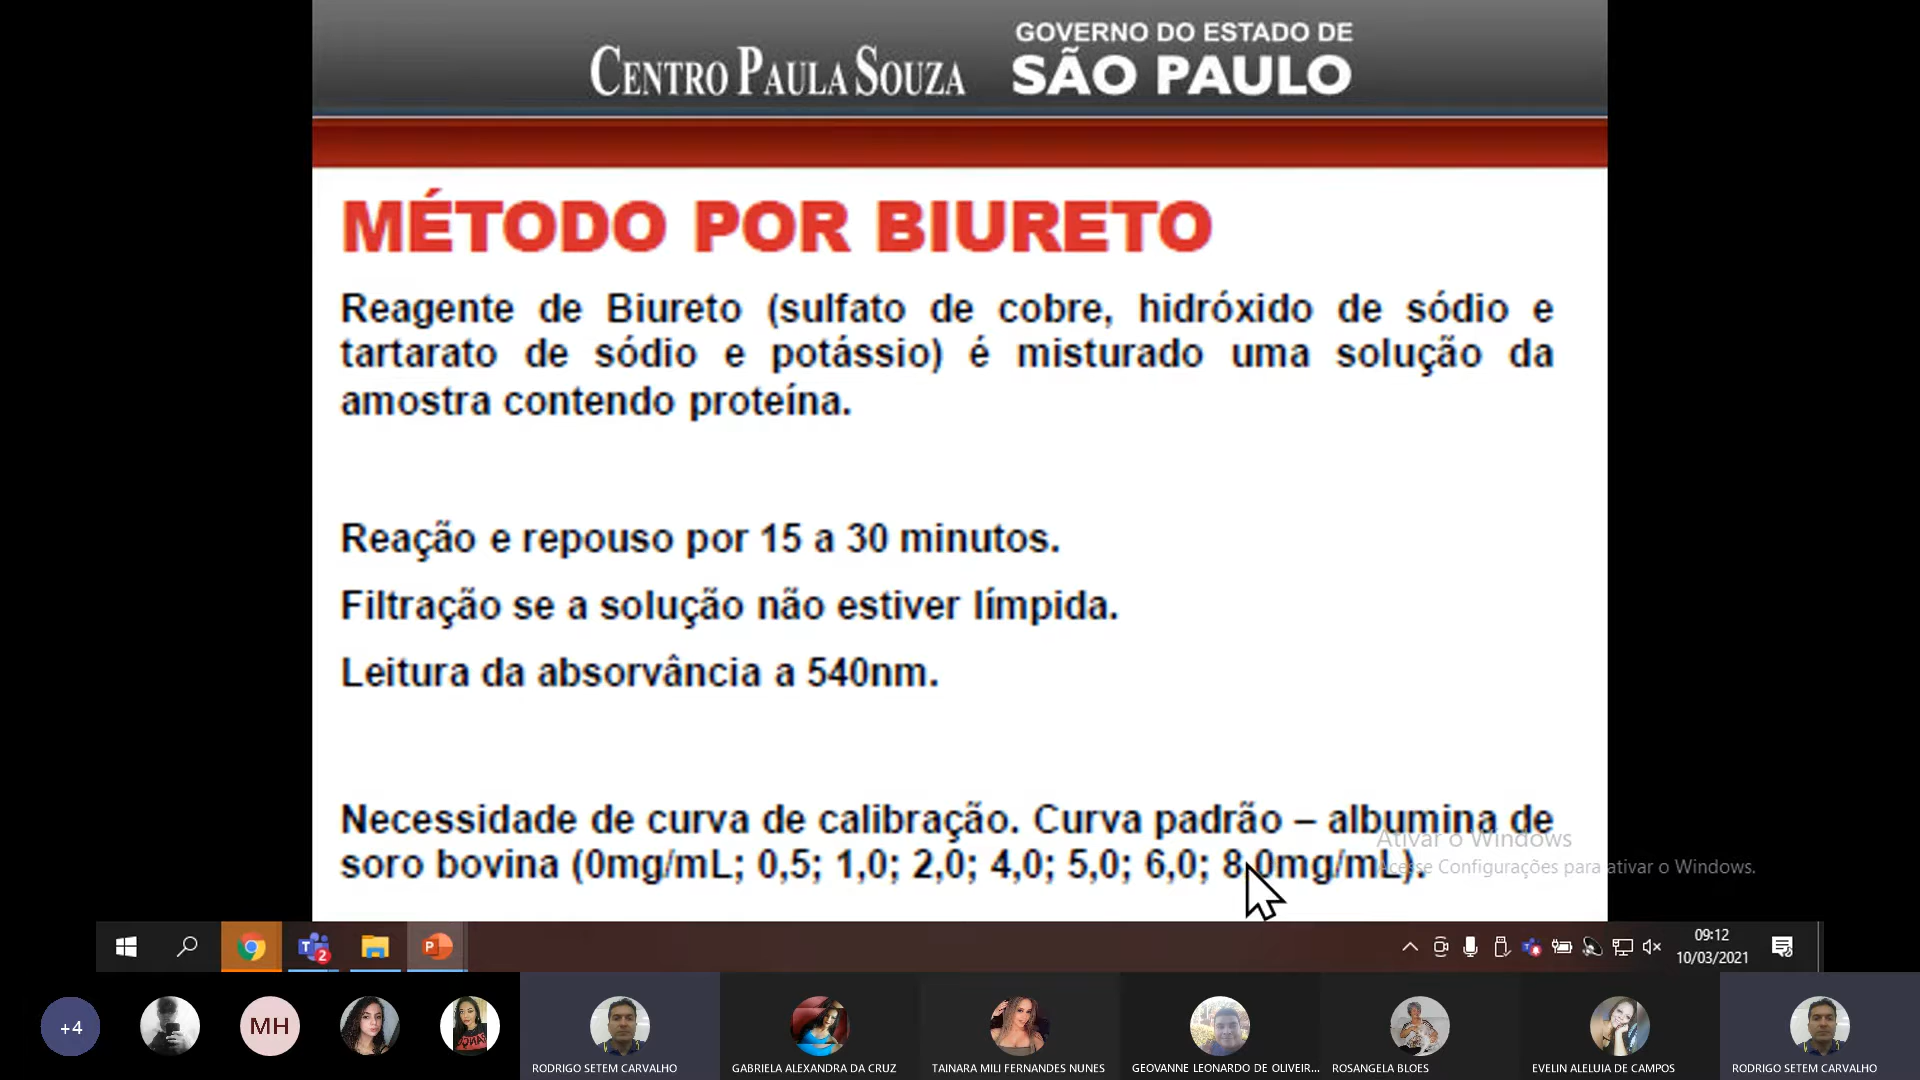 CENTRO PAULA SOUZA
GOVERNO DO ESTADO DE
SÃO PAULO
MÉTODO POR BIURETO
Reagente de Biureto (sulfato de cobre, hidróxido de sódio e
tartarato de sódio e potássio) é misturado uma solução da
amostra contendo proteína.
Reação e repouso por 15 a 30 minutos.
Filtração se a solução não estiver límpida.
Leitura da absorvância a 540nm.
Necessidade de curva de calibração. Curva padrão – albumina de
soro bovina (0mg/mL; 0,5; 1,0; 2,0; 4,0; 5,0; 6,0; 8,0mg/mL).
Ativar o Windows
Acesse Configurações para ativar o Windows.
09:12
10/03/2021
+4
MH
RODRIGO SETEM CARVALHO
GABRIELA ALEXANDRA DA CRUZ
TAINARA MILI FERNANDES NUNES
GEOVANNE LEONARDO DE OLIVEIR...
ROSANGELA BLOES
EVELIN ALELUIA DE CAMPOS
RODRIGO SETEM CARVALHO